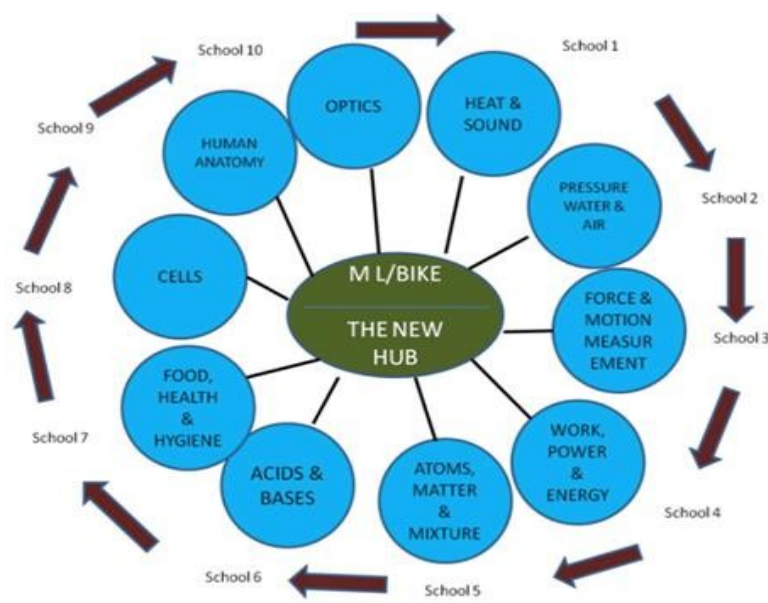 School 10
School 1
OPTICS
HEAT &
SOUND
School 9
HUMAN
ANATOMY
PRESSURE
WATER &
AIR
School 2
CELLS
M L/BIKE
THE NEW
HUB
School 8
FORCE &
MOTION
MEASUR
EMENT
School 3
FOOD,
HEALTH
&
HYGIENE
School 7
ACIDS &
BASES
ATOMS,
MATTER
&
MIXTURE
WORK,
POWER
&
ENERGY
School 4
School 6
School 5